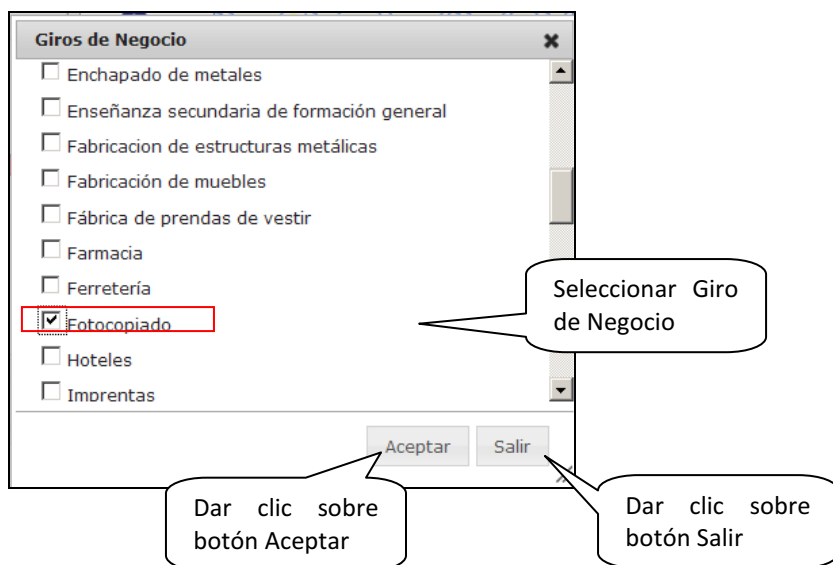 Giros de Negocio
Enchapado de metales
Enseñanza secundaria de formación general
Fabricacion de estructuras metálicas
Fabricación de muebles
Fábrica de prendas de vestir
Farmacia
Ferretería
Fotocopiado
Hoteles
Imprentas
Seleccionar Giro
de Negocio
Aceptar
Salir
Dar clic sobre
botón Aceptar
Dar clic sobre
botón Salir